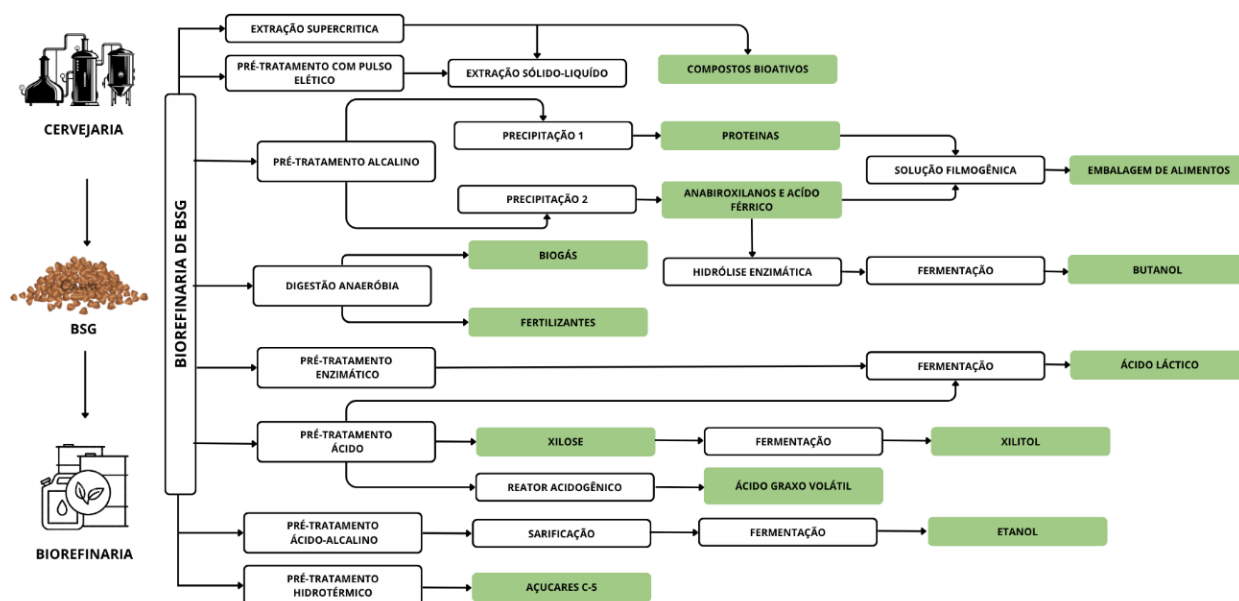 EXTRAÇÃO SUPERCRITICA
PRÉ-TRATAMENTO COM PULSO
ELÉTICO
EXTRAÇÃO SÓLIDO-LIQUÍDO
COMPOSTOS BIOATIVOS
CERVEJARIA
PRÉ-TRATAMENTO ALCALINO
PRECIPITAÇÃO 1
PROTEINAS
SOLUÇÃO FILMOGÊNICA
EMBALAGEM DE ALIMENTOS
PRECIPITAÇÃO 2
ANABIROXILANOS E ACÍDO
FÉRRICO
BIOREFINARIA DE BSG
BIOGÁS
HIDRÓLISE ENZIMÁTICA
FERMENTAÇÃO
BUTANOL
DIGESTÃO ANAERÓBIA
FERTILIZANTES
BSG
PRÉ-TRATAMENTO
ENZIMÁTICO
FERMENTAÇÃO
ÁCIDO LÁCTICO
PRÉ-TRATAMENTO
ÁCIDO
XILOSE
FERMENTAÇÃO
XILITOL
REATOR ACIDOGÊNICO
ÁCIDO GRAXO VOLÁTIL
PRÉ-TRATAMENTO
ÁCIDO-ALCALINO
SARIFICAÇÃO
FERMENTAÇÃO
ETANOL
BIOREFINARIA
PRÉ-TRATAMENTO
HIDROTÉRMICO
AÇUCARES C-5